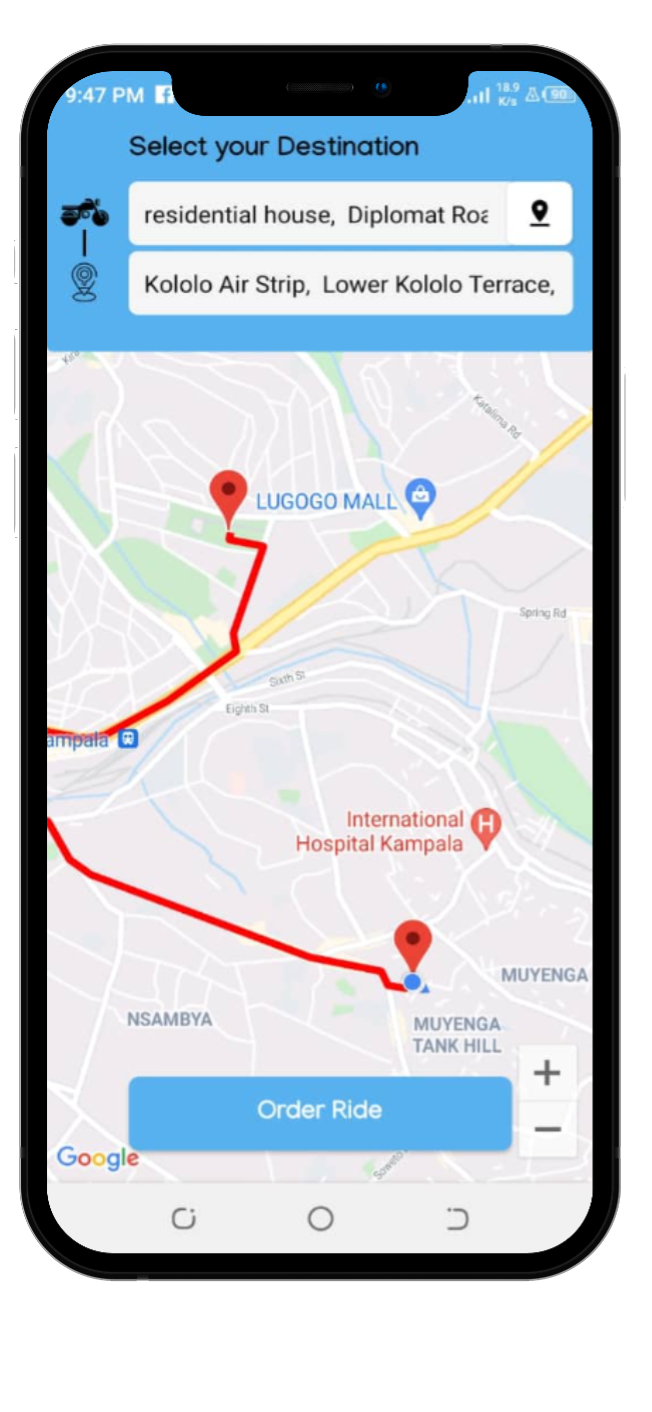 9:47 PM
18.9
K/s
90
Select your Destination
residential house, Diplomat Roa
Kololo Air Strip, Lower Kololo Terrace,
Kira
Katalima Rd
LUGOGO MALL
Spring Rd
Sixth St
Eighth St
ampala
International
Hospital Kampala
MUYENGA
NSAMBYA
MUYENGA
TANK HILL
Order Ride
+
−
Google
Soweto